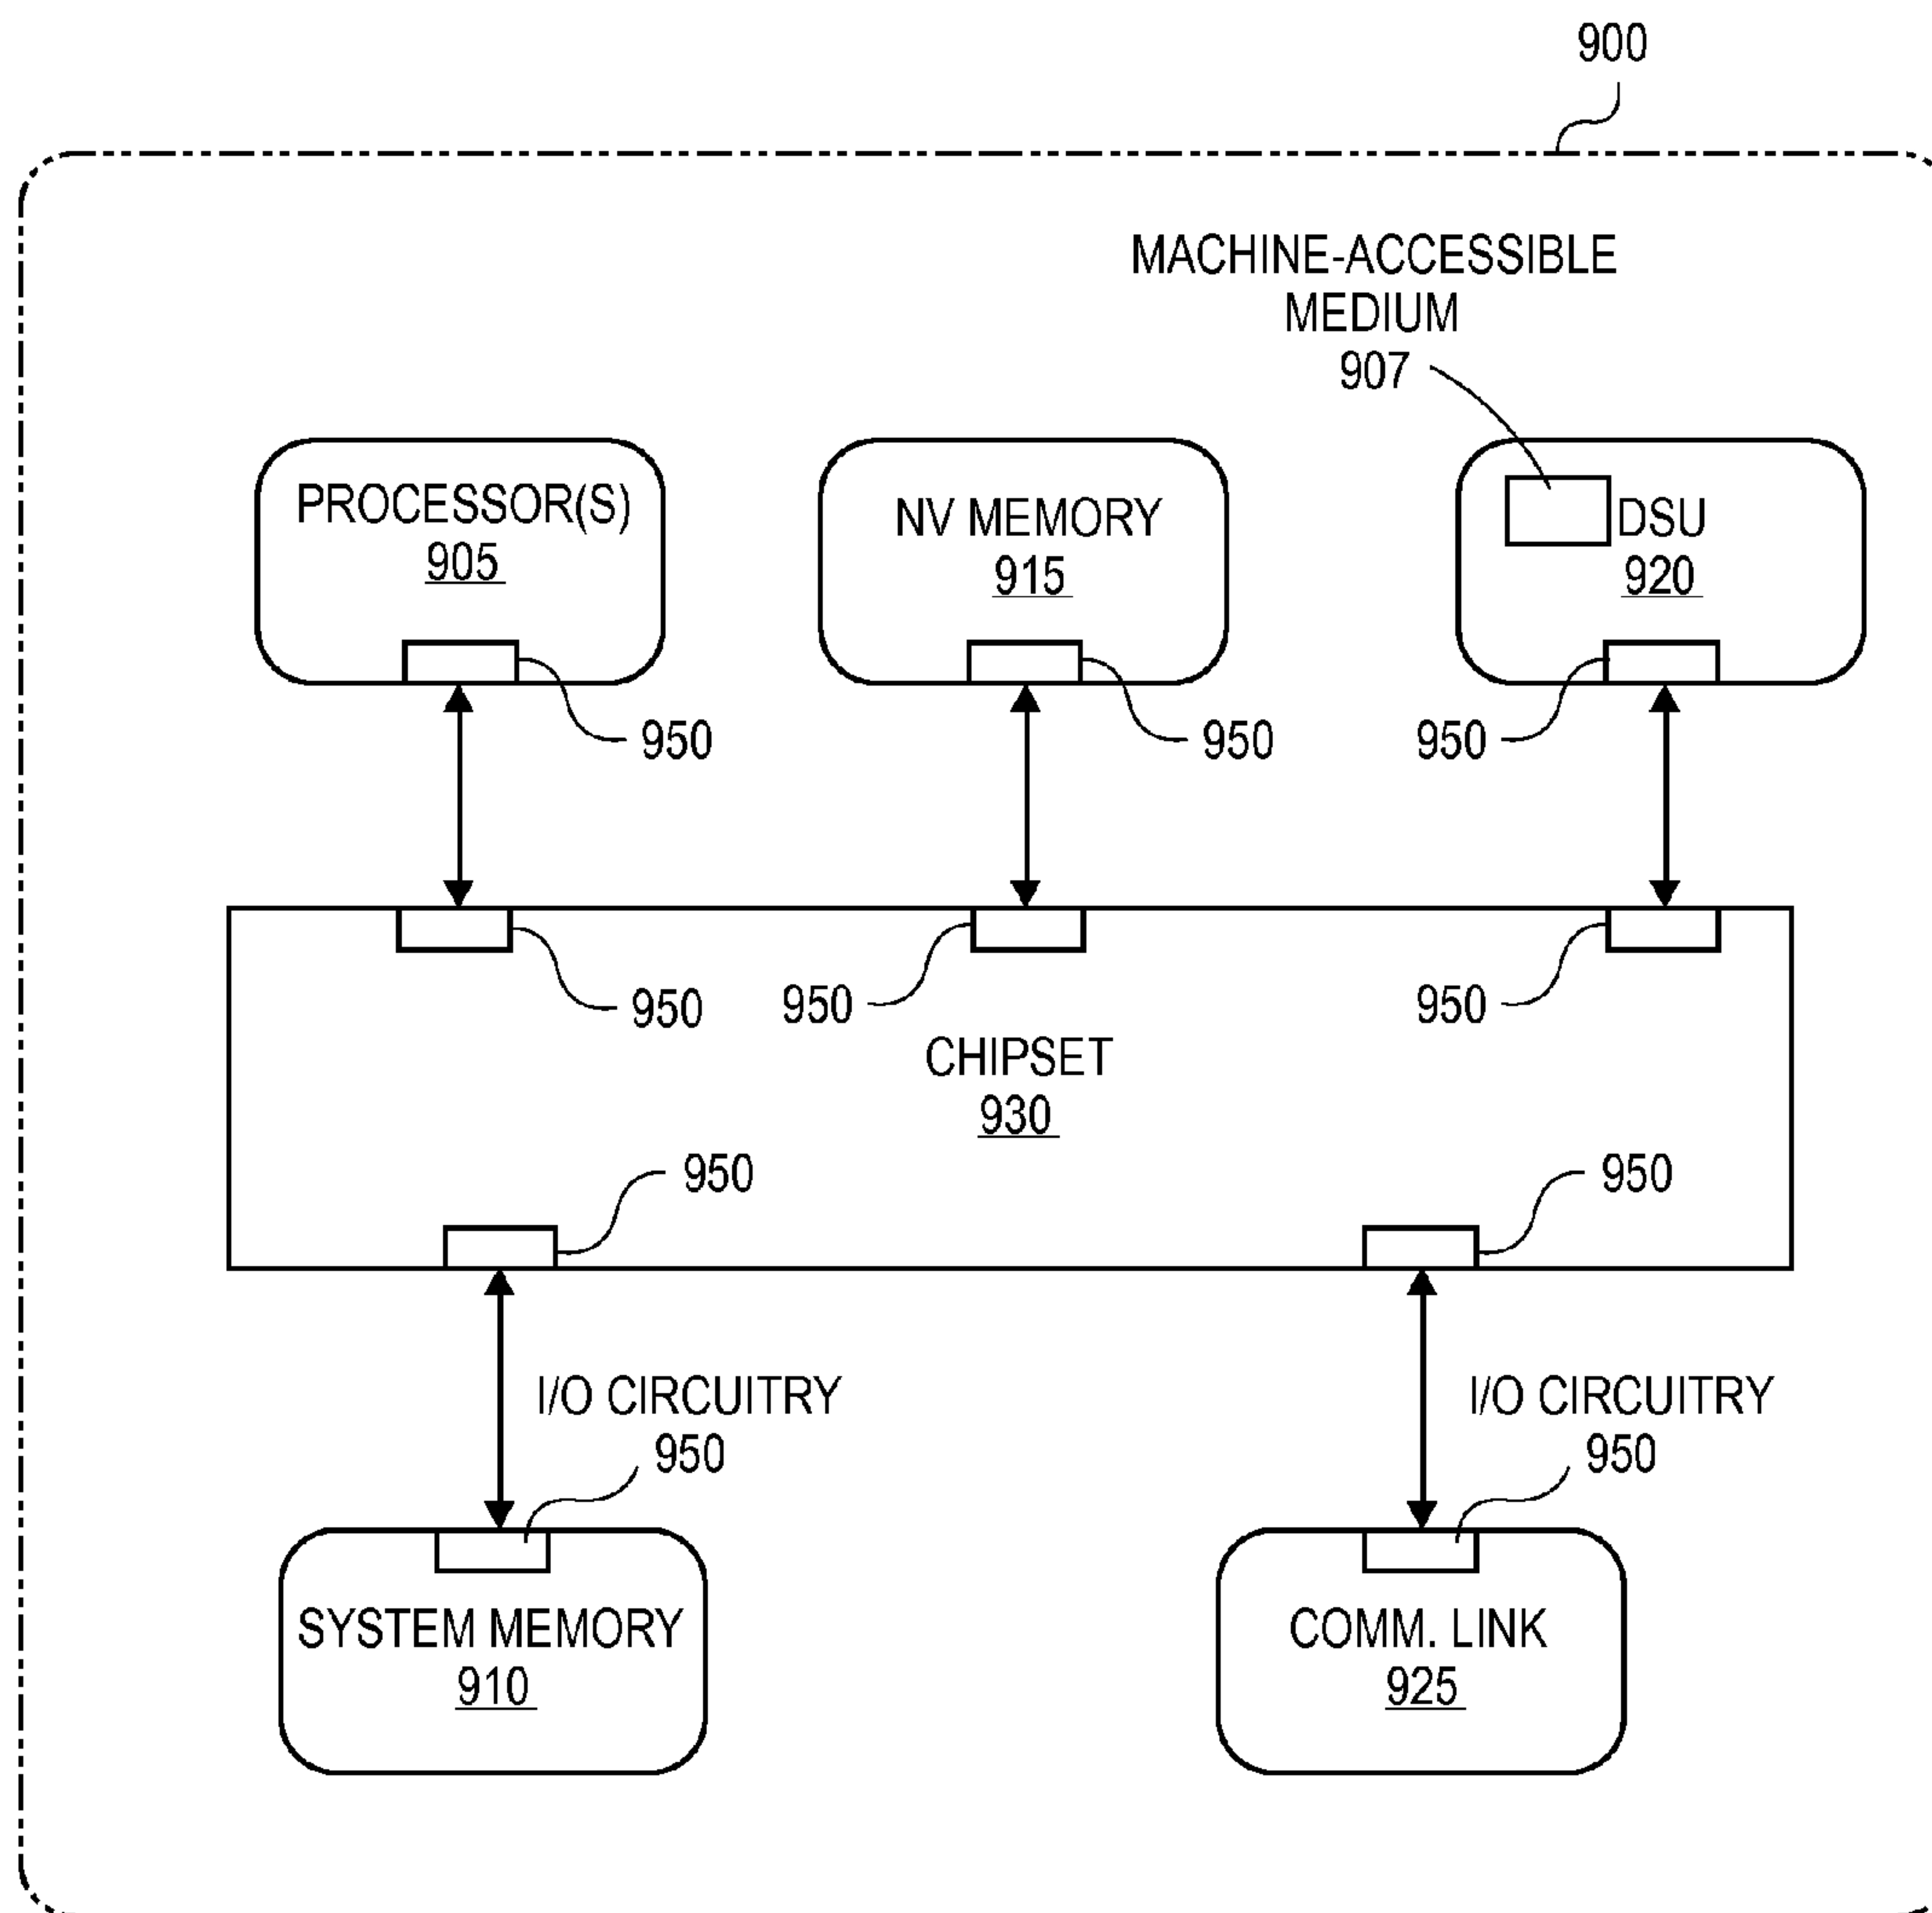 900
MACHINE-ACCESSIBLE
MEDIUM
907
PROCESSOR(S)
905
NV MEMORY
915
DSU
920
950
950
950
950
950
950
CHIPSET
930
950
950
I/O CIRCUITRY
950
I/O CIRCUITRY
950
SYSTEM MEMORY
910
COMM. LINK
925